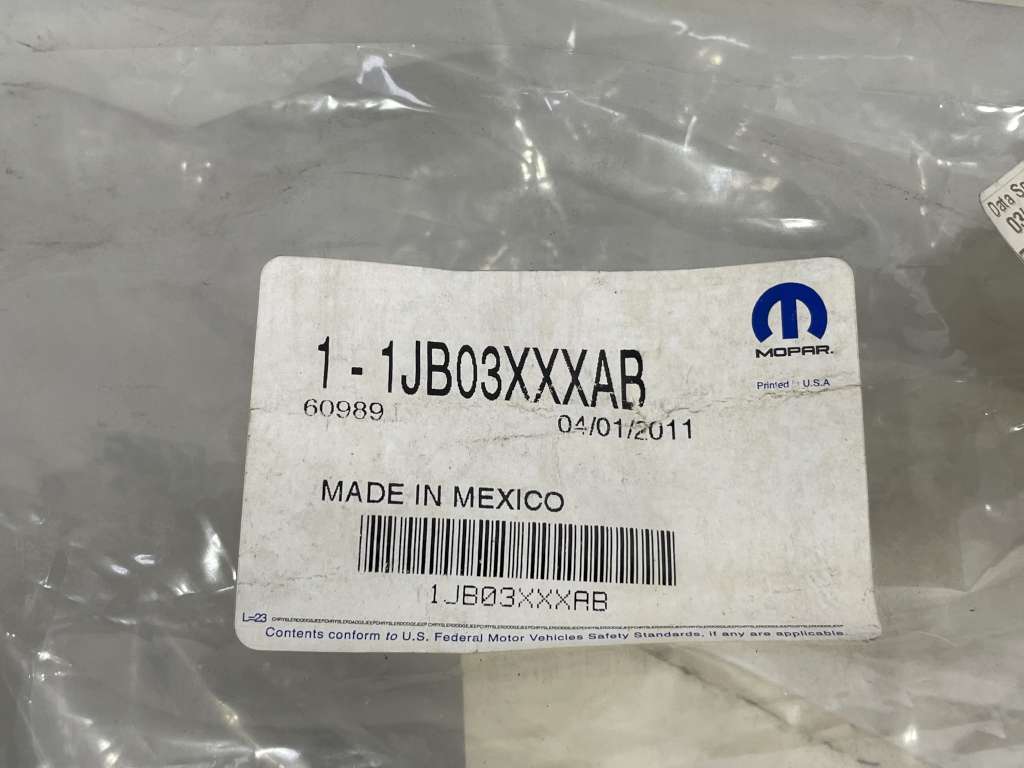 1 - 1JB03XXXAB
60989
04/01/2011
MOPAR.
Printed U.S.A
MADE IN MEXICO
1JB03XXXAB
L=23
Contents conform to U.S. Federal Motor Vehicles Safety Standards, if any are applicable.
Data